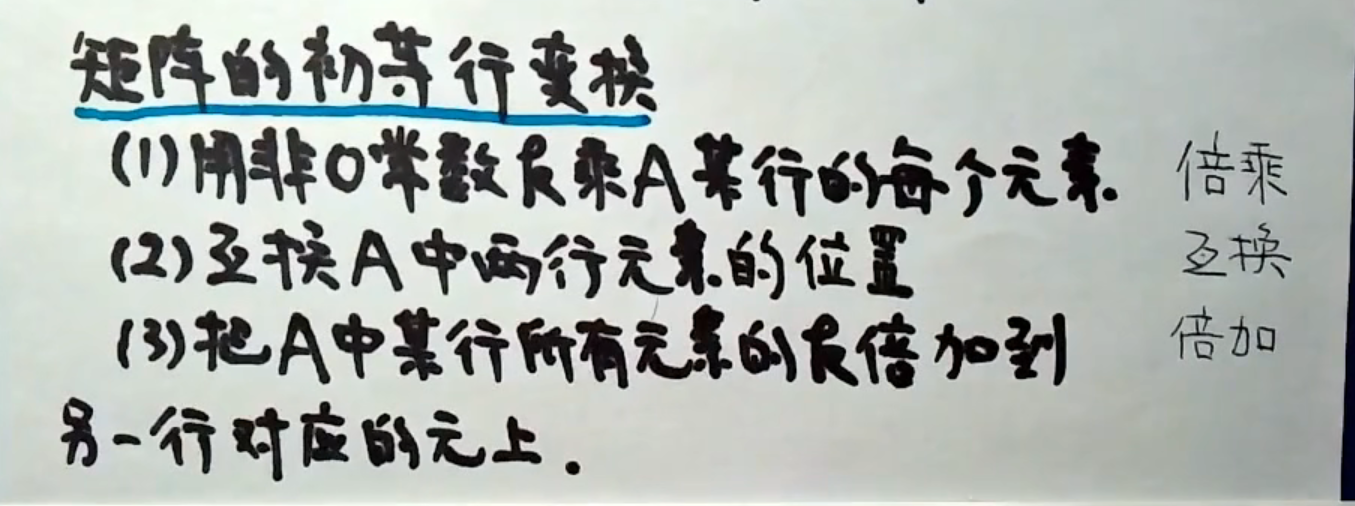 矩阵的初等行变换
(1)用非0常数k乘A某行的每个元素. 倍乘
(2)互换A中两行元素的位置 互换
(3)把A中某行所有元素的k倍加到 倍加
另一行对应的元上.